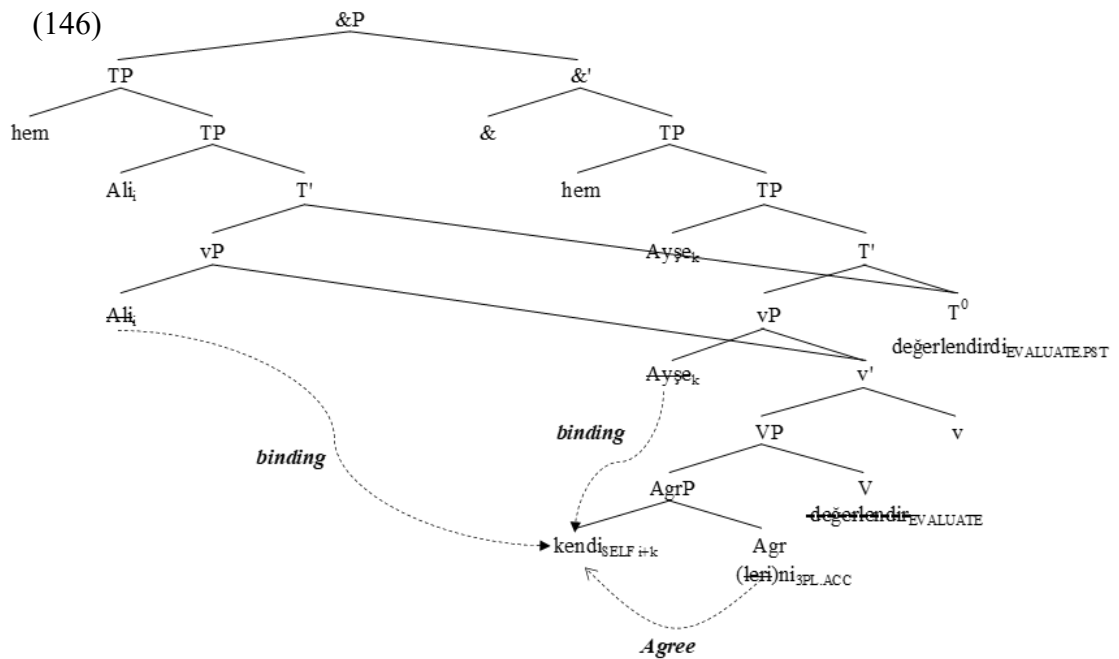 (146)
&P
TP &'
hem TP & TP
Aliᵢ T' hem TP
vP Ayşeₖ T'
Aliᵢ vP T⁰
değerlendirdi EVALUATE.PST
Ayşeₖ v'
binding binding VP v
AgrP V
değerlendir EVALUATE
kendi SELF i+k Agr
(leri)ni 3PL.ACC
Agree